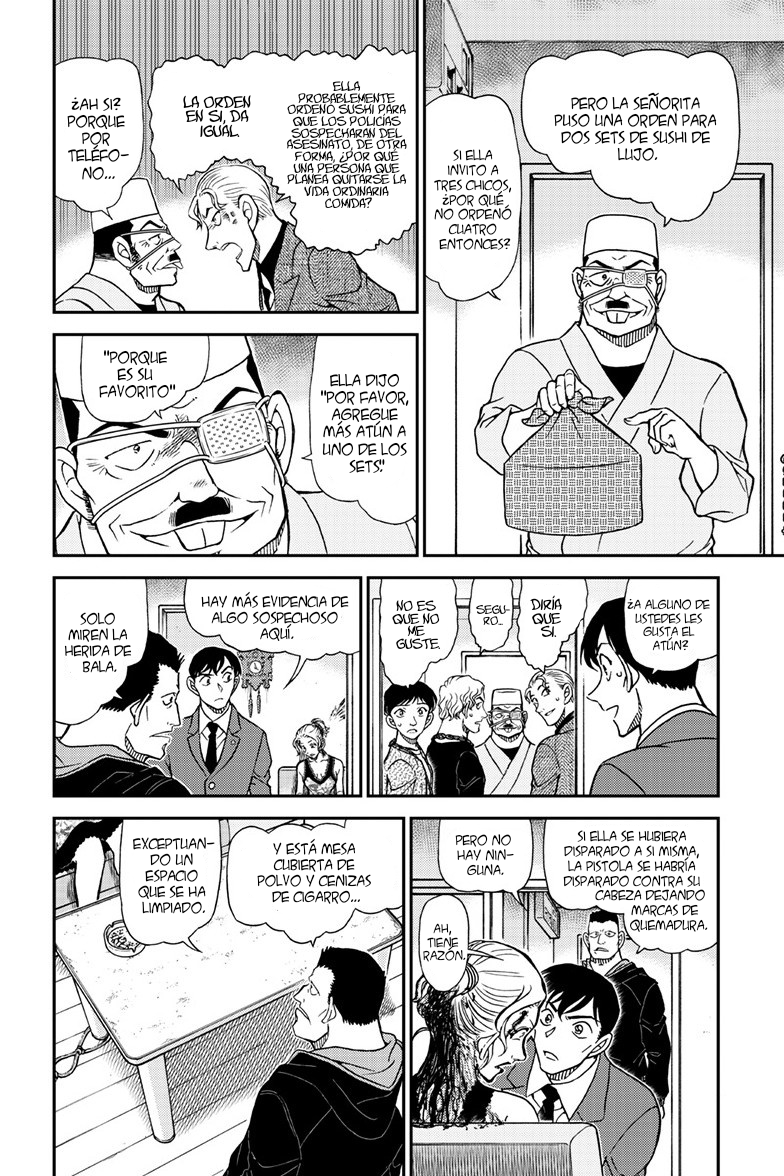 PERO LA SEÑORITA
PUSO UNA ORDEN PARA
DOS SETS DE SUSHI DE
LUJO.
SI ELLA
INVITO A
TRES CHICOS,
¿POR QUÉ
NO ORDENÓ
CUATRO
ENTONCES?
ELLA
PROBABLEMENTE
ORDENÓ SUSHI PARA
QUE LOS POLICÍAS
SOSPECHARAN DEL
ASESINATO, DE OTRA
FORMA, ¿POR QUÉ
UNA PERSONA QUE
PLANEA QUITARSE LA
VIDA ORDINARIA
COMIDA?
LA ORDEN
EN SI, DA
IGUAL.
¿AH SI?
PORQUE
POR
TELÉFO-
NO...
ELLA DIJO
"POR FAVOR,
AGREGUE
MÁS ATÚN A
UNO DE LOS
SETS."
"PORQUE
ES SU
FAVORITO"
¿A ALGUNO DE
USTEDES LES
GUSTA EL
ATÚN?
DIRÍA
QUE
SI.
SEGU-
RO...
NO ES
QUE NO
ME
GUSTE.
HAY MÁS EVIDENCIA DE
ALGO SOSPECHOSO
AQUÍ.
SOLO
MIREN LA
HERIDA DE
BALA.
SI ELLA SE HUBIERA
DISPARADO A SI MISMA,
LA PISTOLA SE HABRÍA
DISPARADO CONTRA SU
CABEZA DEJANDO
MARCAS DE
QUEMADURA.
PERO NO
HAY NIN-
GUNA.
AH,
TIENE
RAZÓN.
Y ESTÁ MESA
CUBIERTA DE
POLVO Y CENIZAS
DE CIGARRO...
EXCEPTUAN-
DO UN
ESPACIO
QUE SE HA
LIMPIADO.